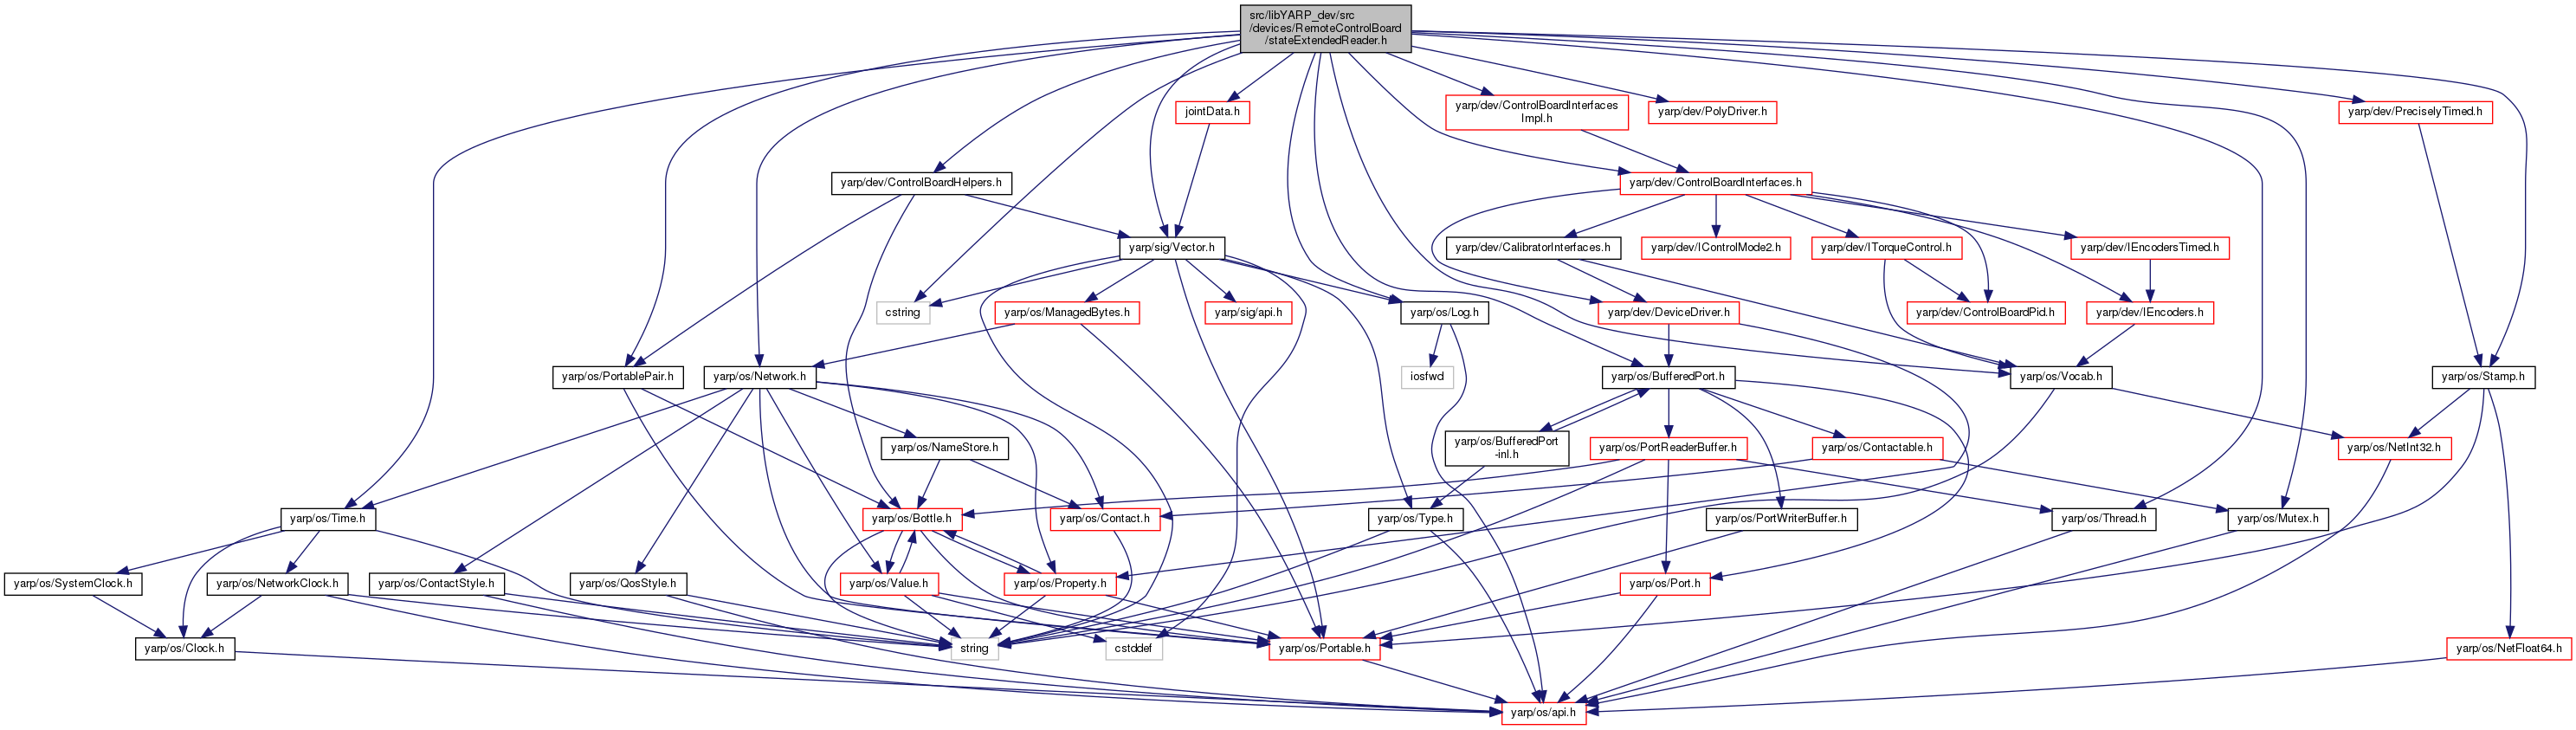 src/libYARP_dev/src
/devices/RemoteControlBoard
/stateExtendedReader.h
jointData.h
yarp/dev/ControlBoardInterfaces
Impl.h
yarp/dev/PolyDriver.h
yarp/dev/PreciselyTimed.h
yarp/dev/ControlBoardHelpers.h
yarp/dev/ControlBoardInterfaces.h
yarp/sig/Vector.h
yarp/dev/CalibratorInterfaces.h
yarp/dev/IControlMode2.h
yarp/dev/ITorqueControl.h
yarp/dev/IEncodersTimed.h
cstring
yarp/os/ManagedBytes.h
yarp/sig/api.h
yarp/os/Log.h
yarp/dev/DeviceDriver.h
yarp/dev/ControlBoardPid.h
yarp/dev/IEncoders.h
yarp/os/PortablePair.h
yarp/os/Network.h
iosfwd
yarp/os/BufferedPort.h
yarp/os/Vocab.h
yarp/os/Stamp.h
yarp/os/NameStore.h
yarp/os/BufferedPort
-inl.h
yarp/os/PortReaderBuffer.h
yarp/os/Contactable.h
yarp/os/NetInt32.h
yarp/os/Time.h
yarp/os/Bottle.h
yarp/os/Contact.h
yarp/os/Type.h
yarp/os/PortWriterBuffer.h
yarp/os/Thread.h
yarp/os/Mutex.h
yarp/os/SystemClock.h
yarp/os/NetworkClock.h
yarp/os/ContactStyle.h
yarp/os/QosStyle.h
yarp/os/Value.h
yarp/os/Property.h
yarp/os/Port.h
yarp/os/Clock.h
string
cstddef
yarp/os/Portable.h
yarp/os/NetFloat64.h
yarp/os/api.h